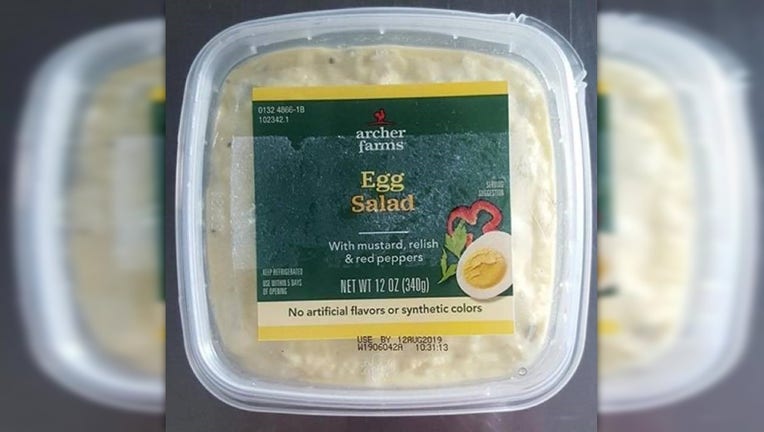 0132 4866-1B
102342.1
archer
farms
Egg
Salad
SERVING
SUGGESTION
With mustard, relish
& red peppers
KEEP REFRIGERATED
USE WITHIN 5 DAYS
OF OPENING
NET WT 12 OZ (340g)
No artificial flavors or synthetic colors
USE BY 12AUG2019
W1906042A 10:31:13